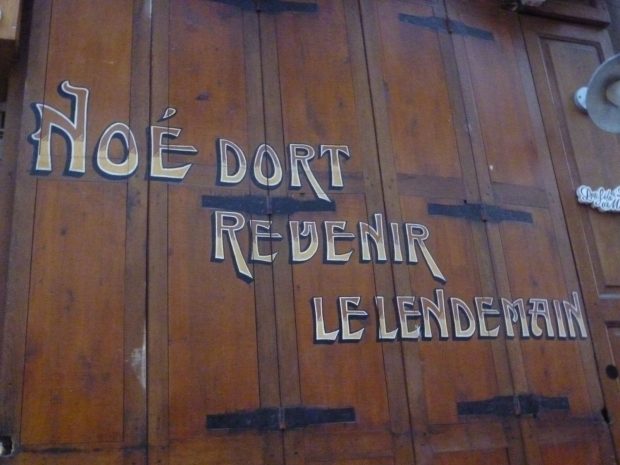 NOÉ DORT
REVENIR
LE LENDEMAIN